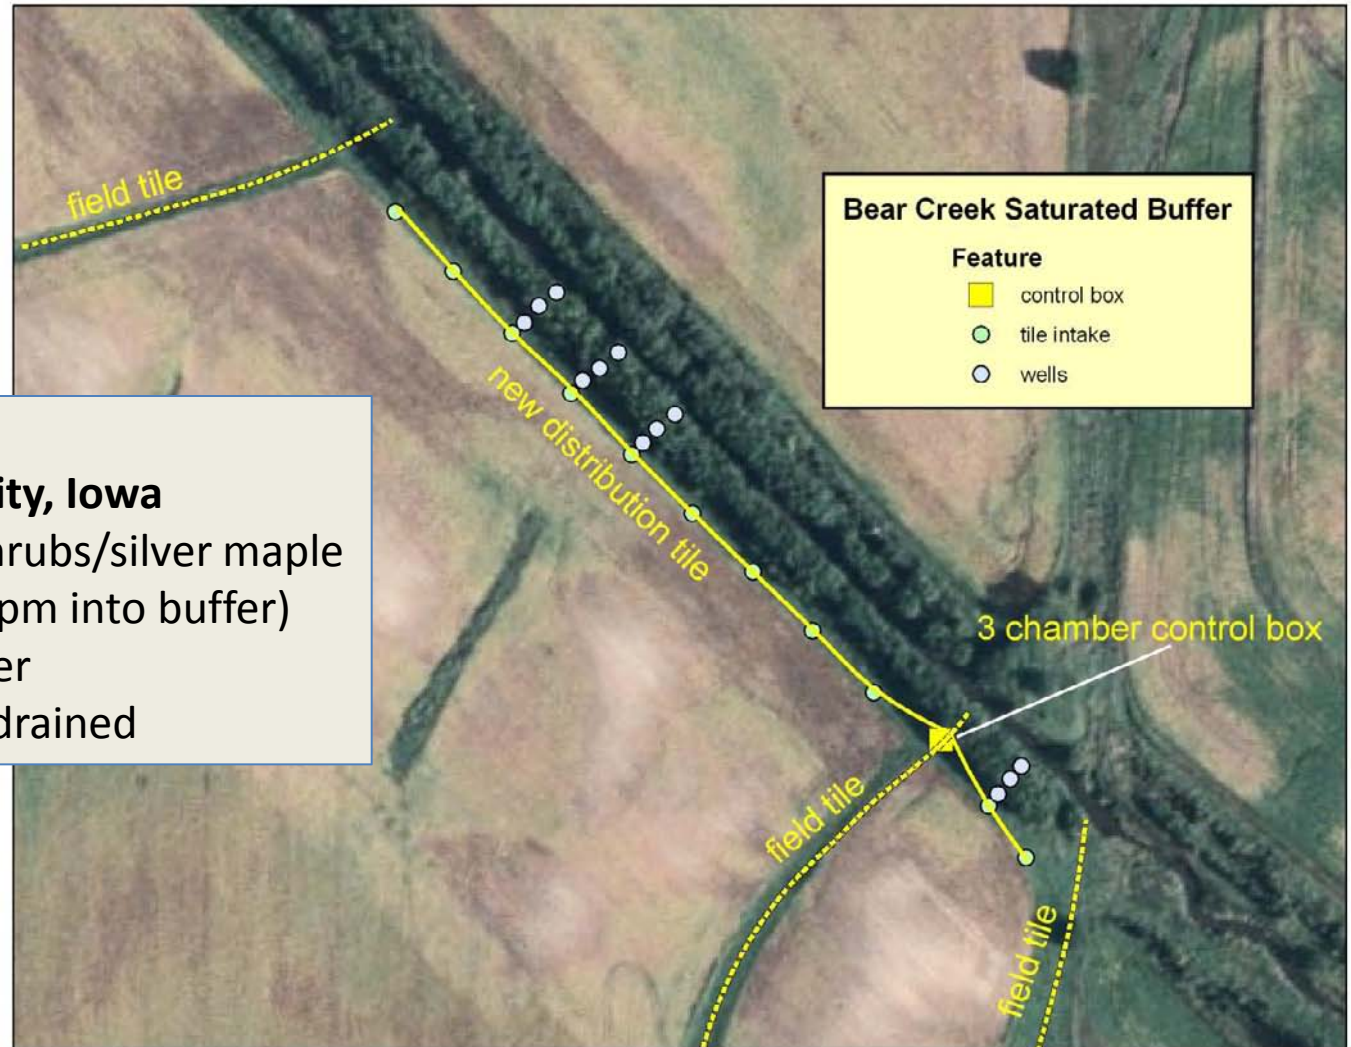 field tile
Bear Creek Saturated Buffer
Feature
control box
tile intake
wells
new distribution tile
ity, Iowa
rubs/silver maple
pm into buffer)
er
drained
3 chamber control box
field tile
field tile